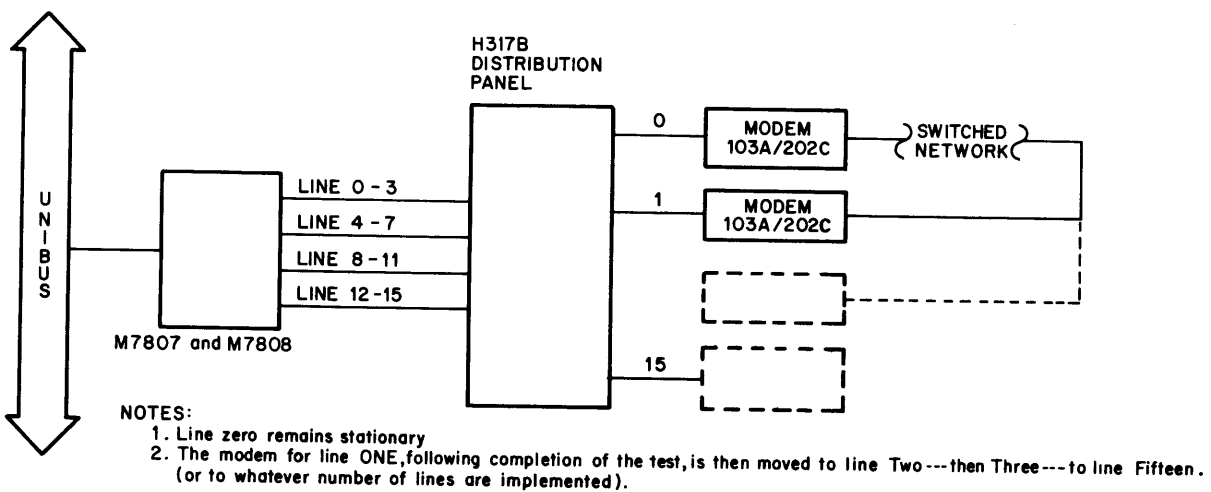 H317B
DISTRIBUTION
PANEL
0
MODEM
103A/202C
SWITCHED
NETWORK
UNIBUS
LINE 0-3
LINE 4-7
LINE 8-11
LINE 12-15
1
MODEM
103A/202C
M7807 and M7808
15
NOTES:
1. Line zero remains stationary
2. The modem for line ONE, following completion of the test, is then moved to line Two---then Three---to line Fifteen.
(or to whatever number of lines are implemented).